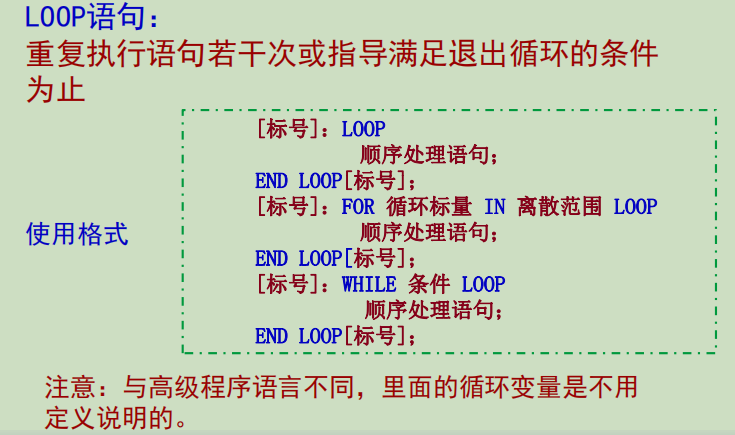 LOOP语句：
重复执行语句若干次或指导满足退出循环的条件
为止
[标号]：LOOP
顺序处理语句；
END LOOP[标号]；
[标号]：FOR 循环标量 IN 离散范围 LOOP
顺序处理语句；
使用格式
END LOOP[标号]；
[标号]：WHILE 条件 LOOP
顺序处理语句；
END LOOP[标号]；
注意：与高级程序语言不同，里面的循环变量是不用
定义说明的。